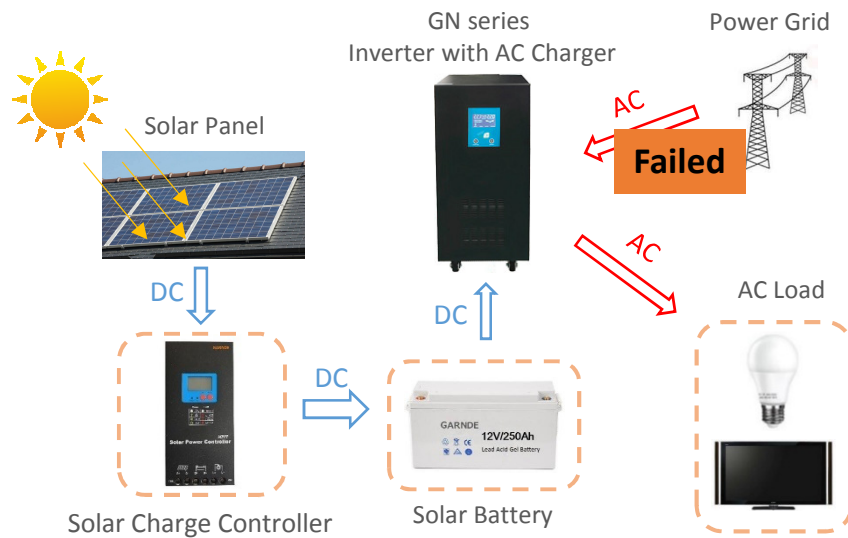 GN series
Inverter with AC Charger
Power Grid
AC
Failed
Solar Panel
AC
DC
DC
AC Load
DC
GARNDE
12V/250Ah
Lead Acid Gel Battery
Solar Power Controller
Solar Charge Controller
Solar Battery